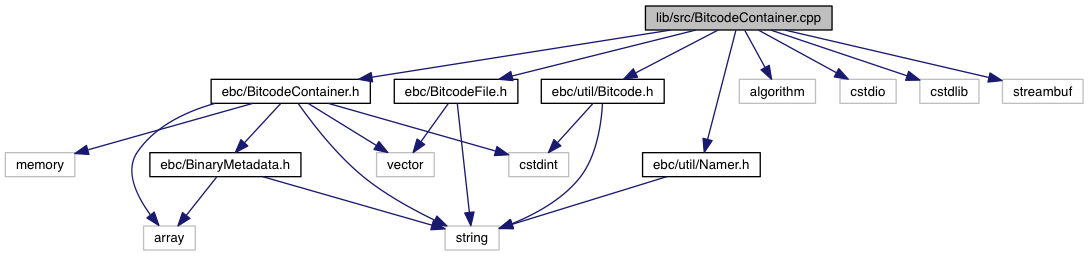 lib/src/BitcodeContainer.cpp
ebc/BitcodeContainer.h
ebc/BitcodeFile.h
ebc/util/Bitcode.h
algorithm
cstdio
cstdlib
streambuf
memory
ebc/BinaryMetadata.h
vector
cstdint
ebc/util/Namer.h
array
string